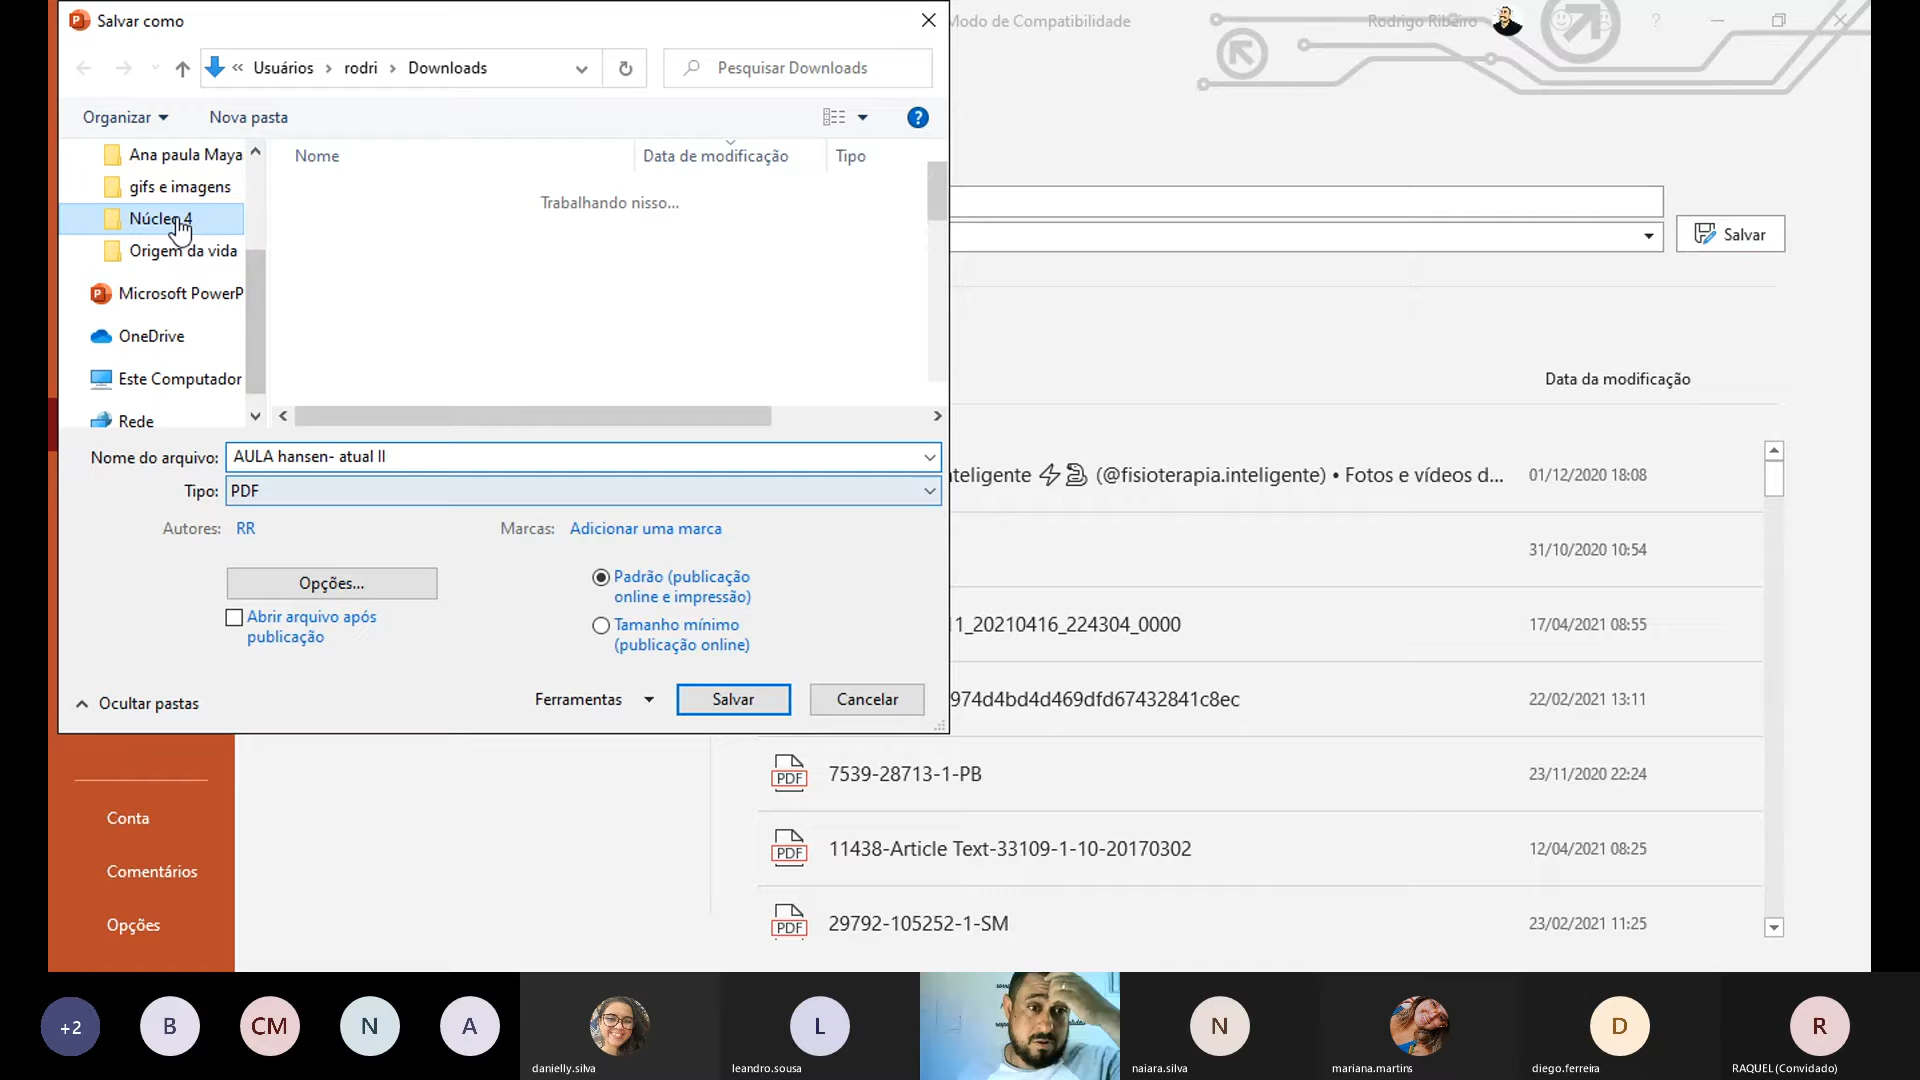 Salvar como
Modo de Compatibilidade
Rodrigo Ribeiro
?
« Usuários > rodri > Downloads
Pesquisar Downloads
Organizar
Nova pasta
?
Ana paula Maya
gifs e imagens
Núcleo 4
Origem da vida
Microsoft PowerP
OneDrive
Este Computador
Rede
Nome
Data de modificação
Tipo
Trabalhando nisso...
Nome do arquivo: AULA hansen- atual II
Tipo: PDF
Autores: RR
Marcas: Adicionar uma marca
Opções...
Abrir arquivo após
publicação
Padrão (publicação
online e impressão)
Tamanho mínimo
(publicação online)
Ocultar pastas
Ferramentas
Salvar
Cancelar
Salvar
Data da modificação
nteligente (@fisioterapia.inteligente) • Fotos e vídeos d... 01/12/2020 18:08
31/10/2020 10:54
11_20210416_224304_0000 17/04/2021 08:55
974d4bd4d469dfd67432841c8ec 22/02/2021 13:11
PDF 7539-28713-1-PB 23/11/2020 22:24
PDF 11438-Article Text-33109-1-10-20170302 12/04/2021 08:25
PDF 29792-105252-1-SM 23/02/2021 11:25
Conta
Comentários
Opções
+2
B
CM
N
A
danielly.silva
L
leandro.sousa
N
naiara.silva
mariana.martins
D
diego.ferreira
R
RAQUEL (Convidado)